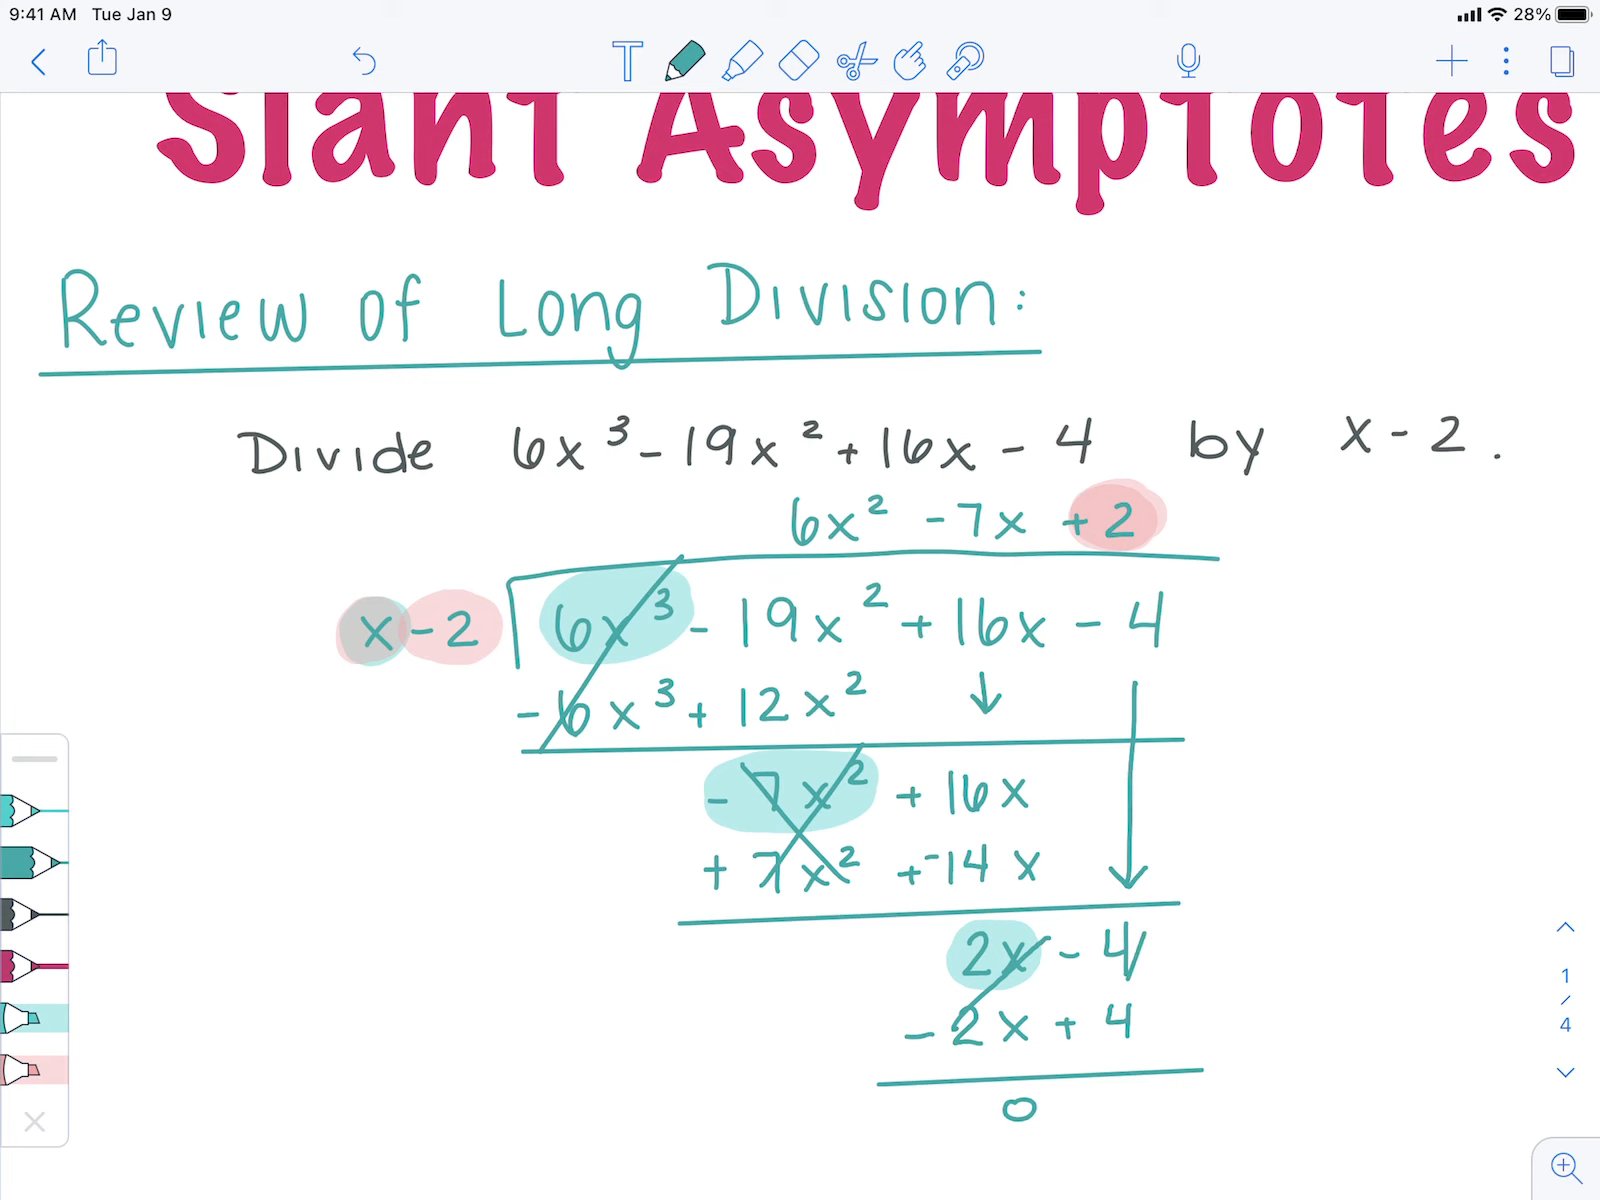 9:41 AM Tue Jan 9 28%
Slant Asymptotes
Review of Long Division:
Divide 6x³ - 19x² + 16x - 4 by x - 2.
6x² - 7x + 2
x - 2 6x³ - 19x² + 16x - 4
- 6x³ + 12x² ↓
- 7x² + 16x
+ 7x² + -14x
2x - 4
- 2x + 4
0
1
/
4